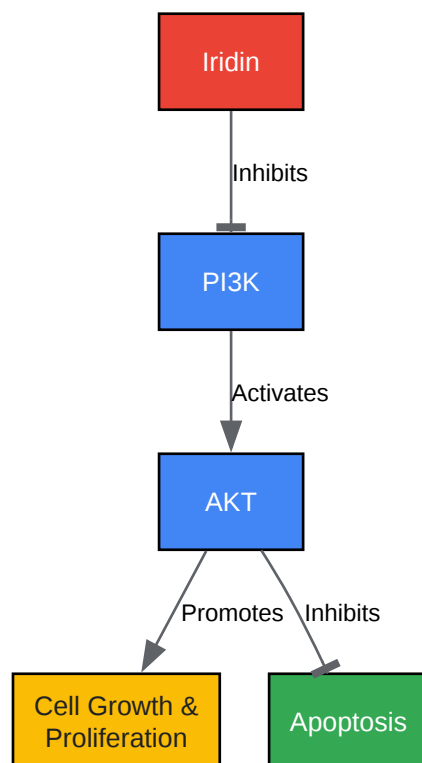 Iridin
Inhibits
PI3K
Activates
AKT
Promotes
Inhibits
Cell Growth &
Proliferation
Apoptosis